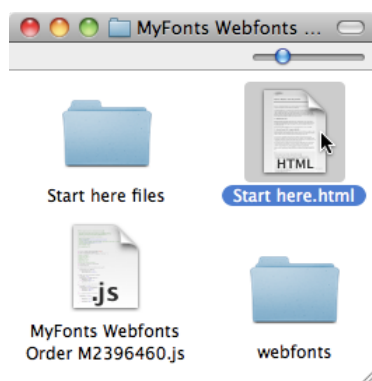 MyFonts Webfonts ...
HTML
Start here files
Start here.html
.js
MyFonts Webfonts
Order M2396460.js
webfonts